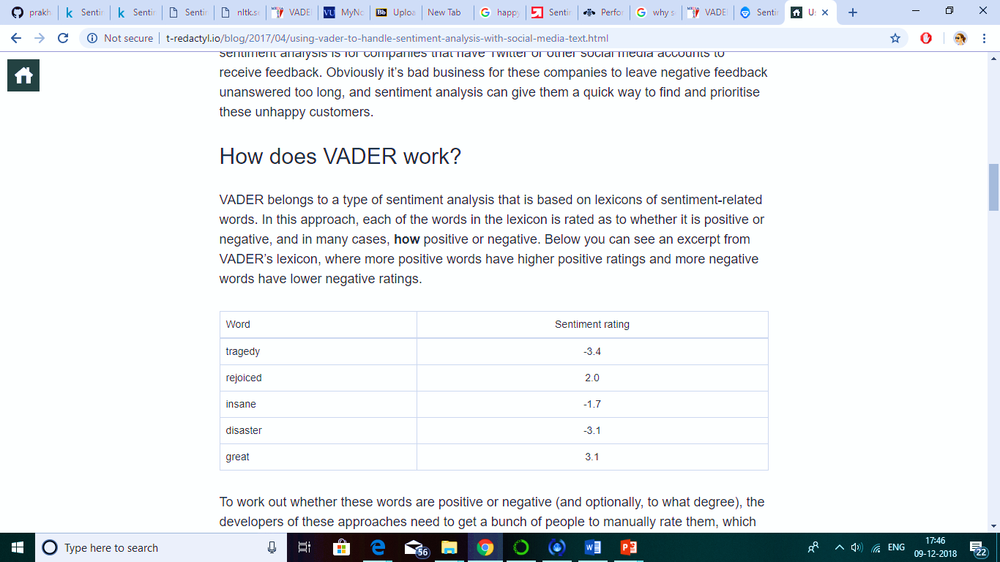 prakh
Sentir
Sentir
Sentir
nltk.se
VADE
MyNo
Uploa
New Tab
happy
Sentir
Perfor
why s
VADE
Senti
Us
Not secure | t-redactyl.io/blog/2017/04/using-vader-to-handle-sentiment-analysis-with-social-media-text.html
sentiment analysis is for companies that have Twitter or other social media accounts to
receive feedback. Obviously it’s bad business for these companies to leave negative feedback
unanswered too long, and sentiment analysis can give them a quick way to find and prioritise
these unhappy customers.
How does VADER work?
VADER belongs to a type of sentiment analysis that is based on lexicons of sentiment-related
words. In this approach, each of the words in the lexicon is rated as to whether it is positive or
negative, and in many cases, how positive or negative. Below you can see an excerpt from
VADER’s lexicon, where more positive words have higher positive ratings and more negative
words have lower negative ratings.
Word Sentiment rating
tragedy -3.4
rejoiced 2.0
insane -1.7
disaster -3.1
great 3.1
To work out whether these words are positive or negative (and optionally, to what degree), the
developers of these approaches need to get a bunch of people to manually rate them, which
Type here to search
56
ENG
17:46
09-12-2018
22